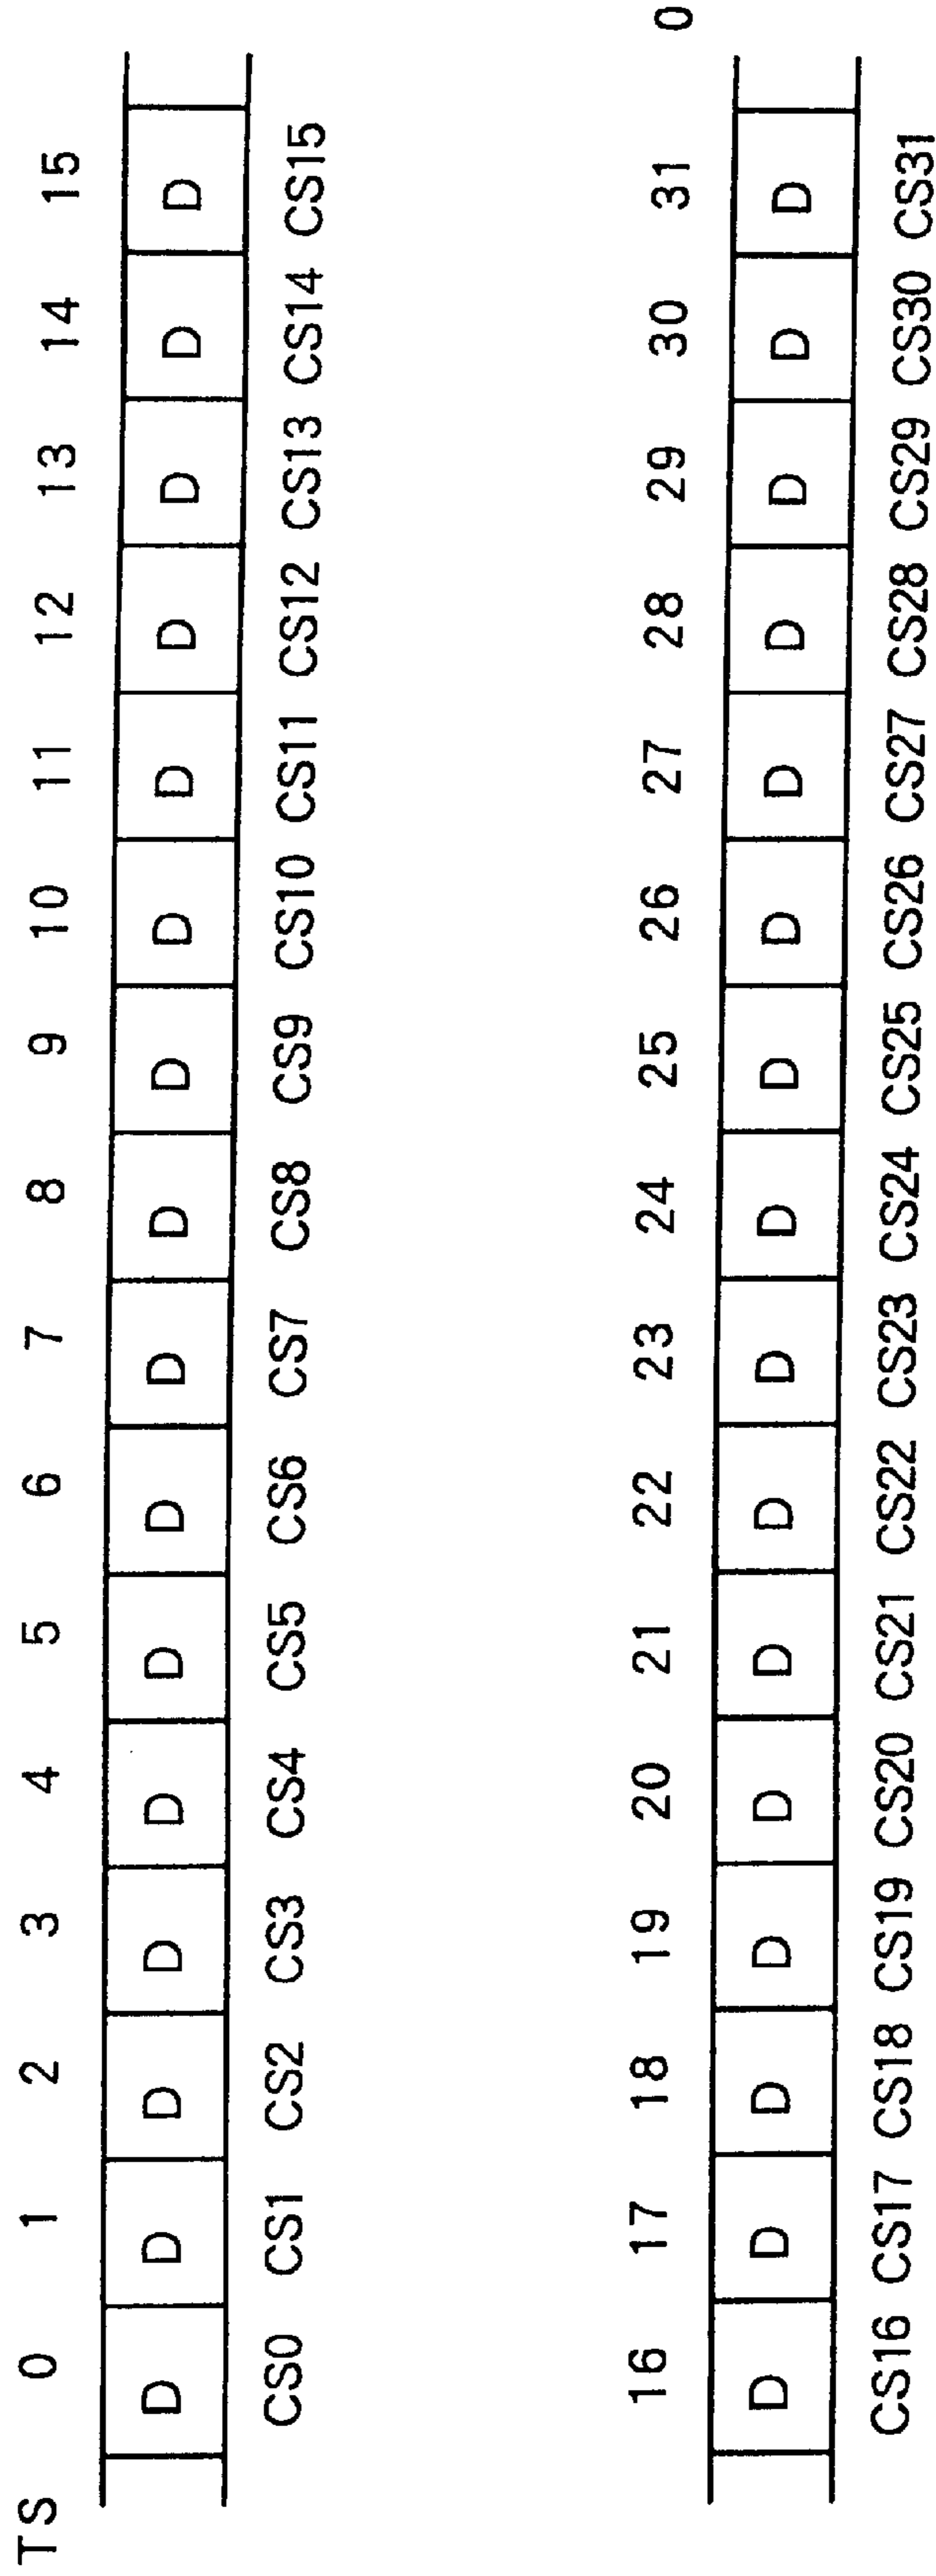 TS 0 1 2 3 4 5 6 7 8 9 10 11 12 13 14 15
D D D D D D D D D D D D D D D D
CS0 CS1 CS2 CS3 CS4 CS5 CS6 CS7 CS8 CS9 CS10 CS11 CS12 CS13 CS14 CS15
16 17 18 19 20 21 22 23 24 25 26 27 28 29 30 31 0
D D D D D D D D D D D D D D D D
CS16 CS17 CS18 CS19 CS20 CS21 CS22 CS23 CS24 CS25 CS26 CS27 CS28 CS29 CS30 CS31